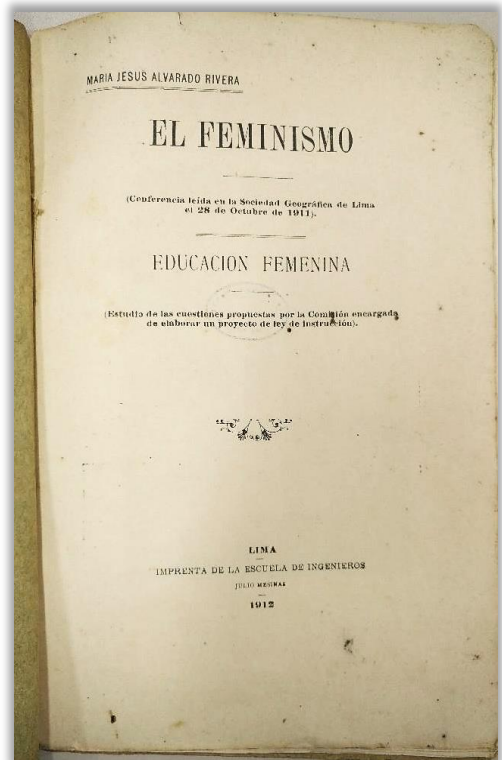 MARIA JESUS ALVARADO RIVERA
EL FEMINISMO
(Conferencia leída en la Sociedad Geográfica de Lima
el 28 de Octubre de 1911).
EDUCACION FEMENINA
(Estudio de las cuestiones propuestas por la Comisión encargada
de elaborar un proyecto de ley de instrucción).
LIMA
IMPRENTA DE LA ESCUELA DE INGENIEROS
JULIO MESINAS
1912